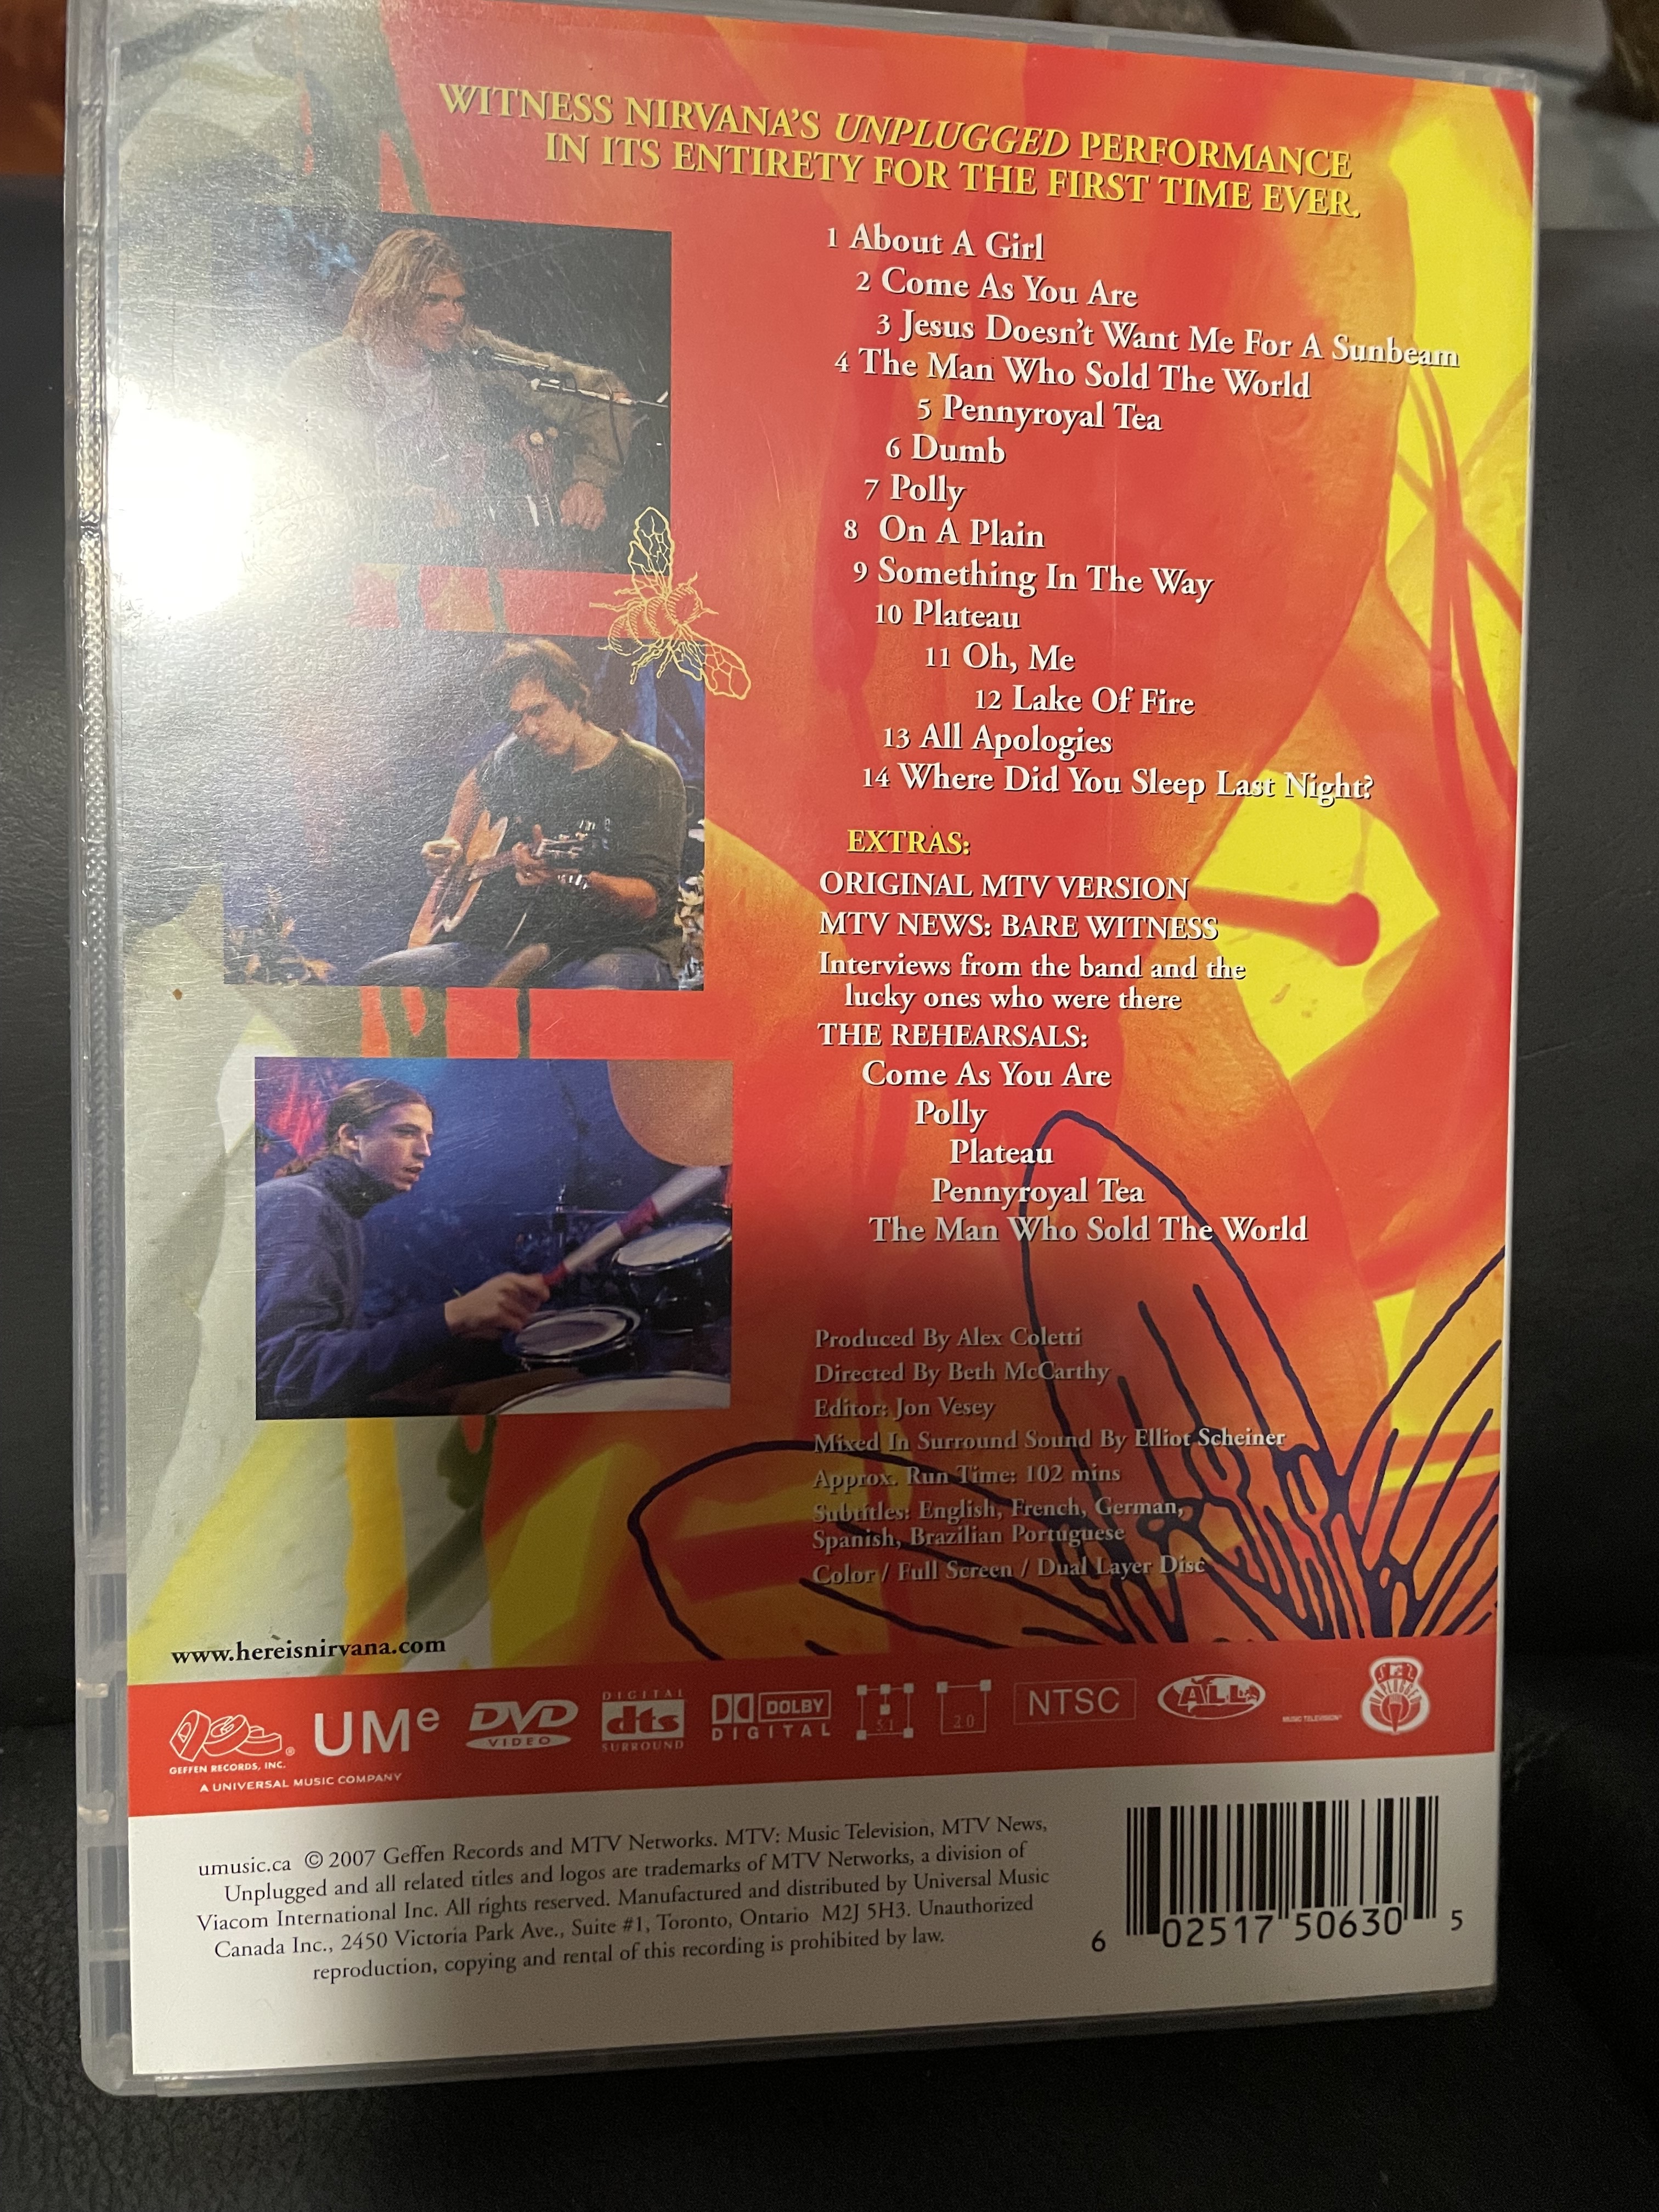 WITNESS NIRVANA'S UNPLUGGED PERFORMANCE
IN ITS ENTIRETY FOR THE FIRST TIME EVER.
1 About A Girl
2 Come As You Are
3 Jesus Doesn't Want Me For A Sunbeam
4 The Man Who Sold The World
5 Pennyroyal Tea
6 Dumb
7 Polly
8 On A Plain
9 Something In The Way
10 Plateau
11 Oh, Me
12 Lake Of Fire
13 All Apologies
14 Where Did You Sleep Last Night?
EXTRAS:
ORIGINAL MTV VERSION
MTV NEWS: BARE WITNESS
Interviews from the band and the
lucky ones who were there
THE REHEARSALS:
Come As You Are
Polly
Plateau
Pennyroyal Tea
The Man Who Sold The World
Produced By Alex Coletti
Directed By Beth McCarthy
Editor: Jon Vesey
Mixed In Surround Sound By Elliot Scheiner
Approx. Run Time: 102 mins
Subtitles: English, French, German,
Spanish, Brazilian Portuguese
Color / Full Screen / Dual Layer Disc
www.hereisnirvana.com
GEFFEN RECORDS, INC. ®
A UNIVERSAL MUSIC COMPANY
UMe
DVD
VIDEO
DIGITAL
dts
SURROUND
DOLBY
DIGITAL
5.1
2.0
NTSC
ALL
MUSIC TELEVISION®
UNPLUGGED
umusic.ca © 2007 Geffen Records and MTV Networks. MTV: Music Television, MTV News,
Unplugged and all related titles and logos are trademarks of MTV Networks, a division of
Viacom International Inc. All rights reserved. Manufactured and distributed by Universal Music
Canada Inc., 2450 Victoria Park Ave., Suite #1, Toronto, Ontario M2J 5H3. Unauthorized
reproduction, copying and rental of this recording is prohibited by law.
6 02517 50630 5